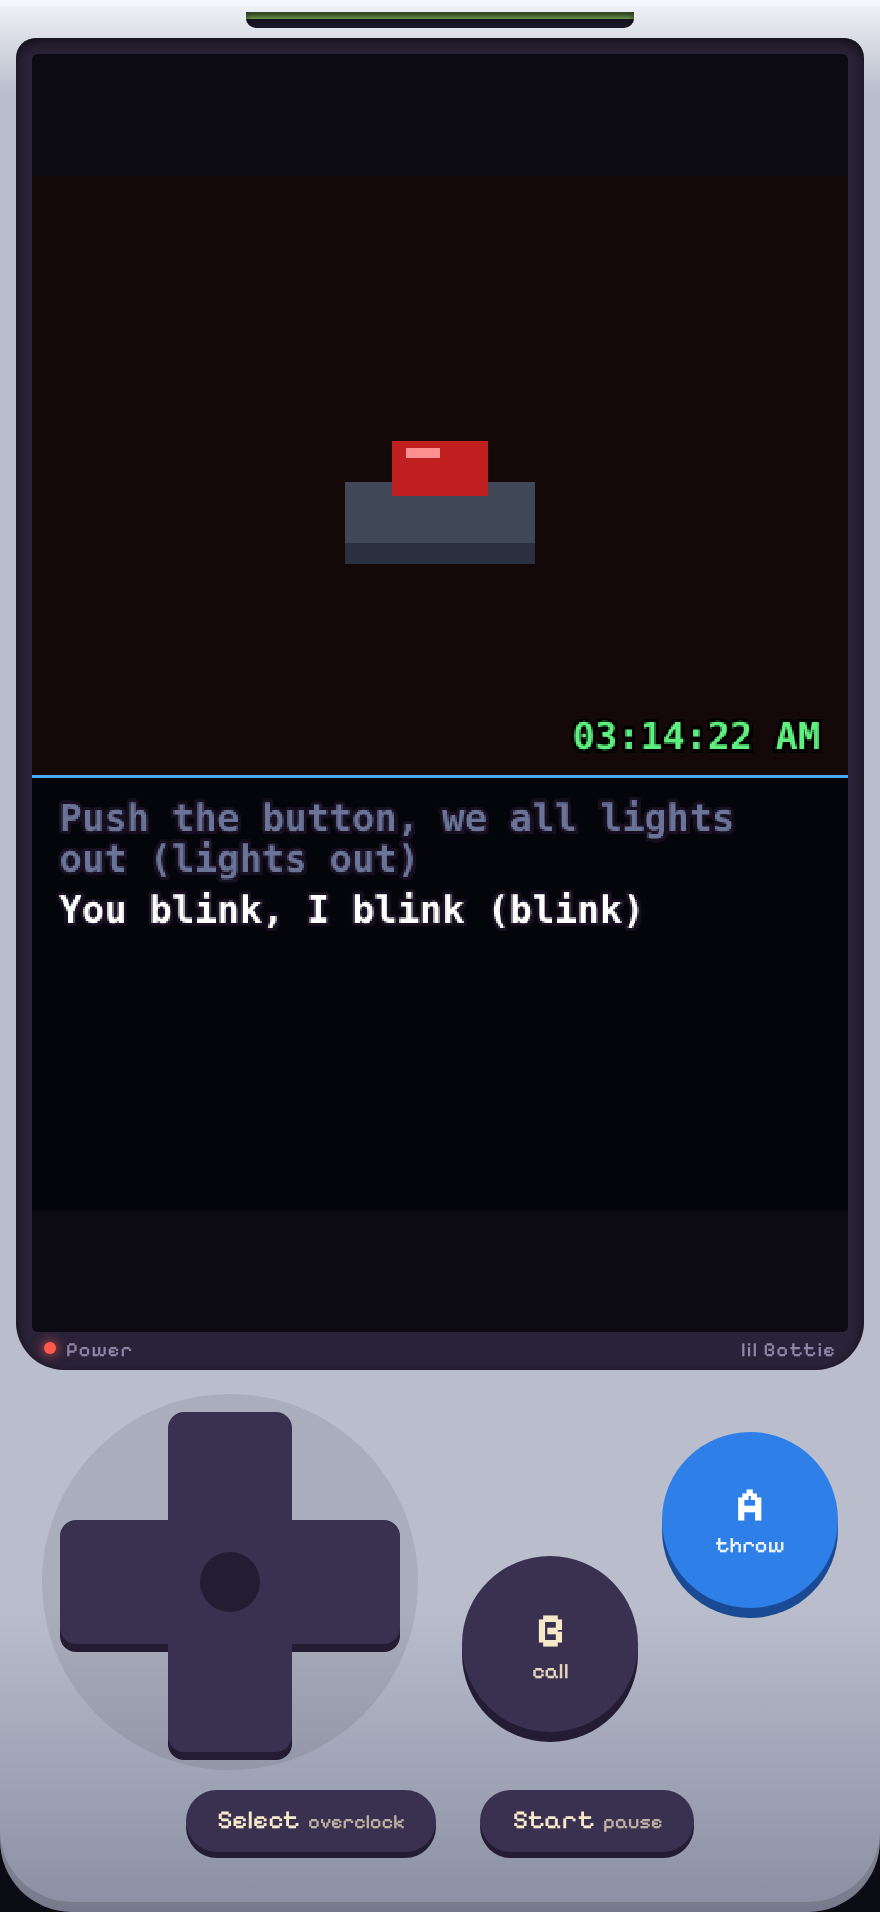 03:14:22 AM
Push the button, we all lights
out (lights out)
You blink, I blink (blink)
Power
lil Bottie
A
throw
B
call
Select overclock
Start pause